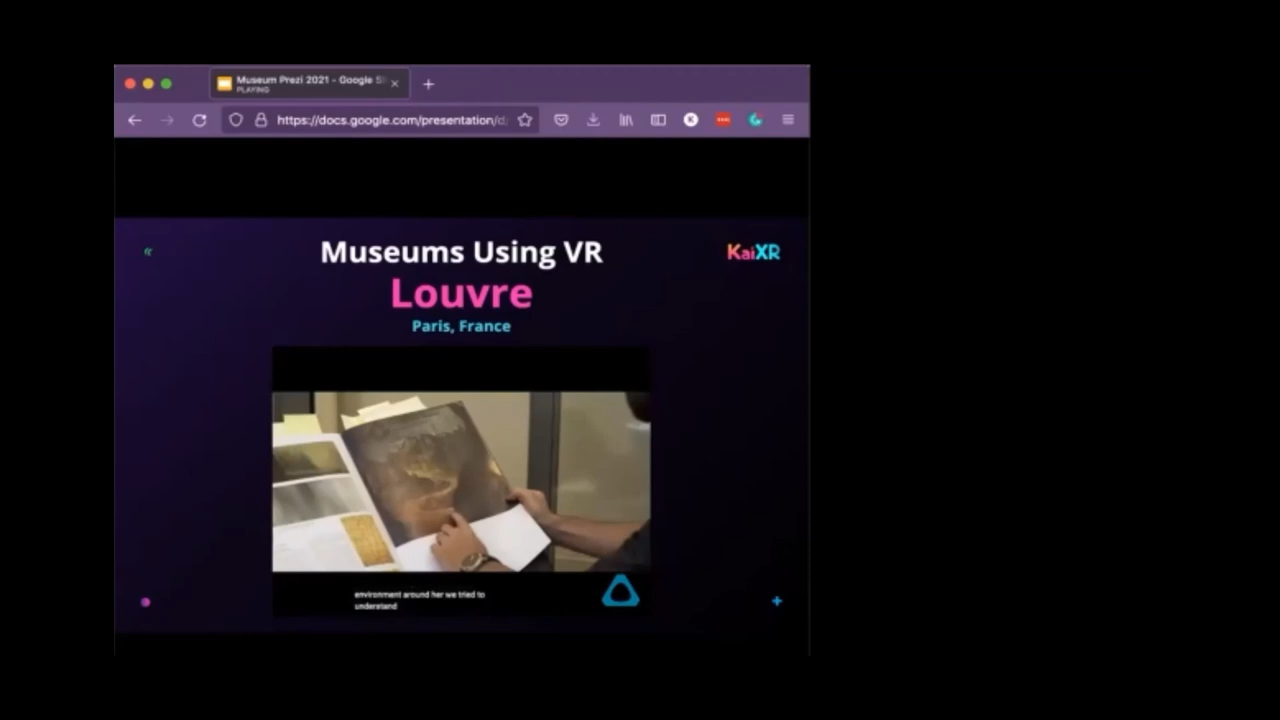 Museum Prezi 2021 - Google Sl
PLAYING
https://docs.google.com/presentation/d
Museums Using VR
KaiXR
Louvre
Paris, France
environment around her we tried to
understand